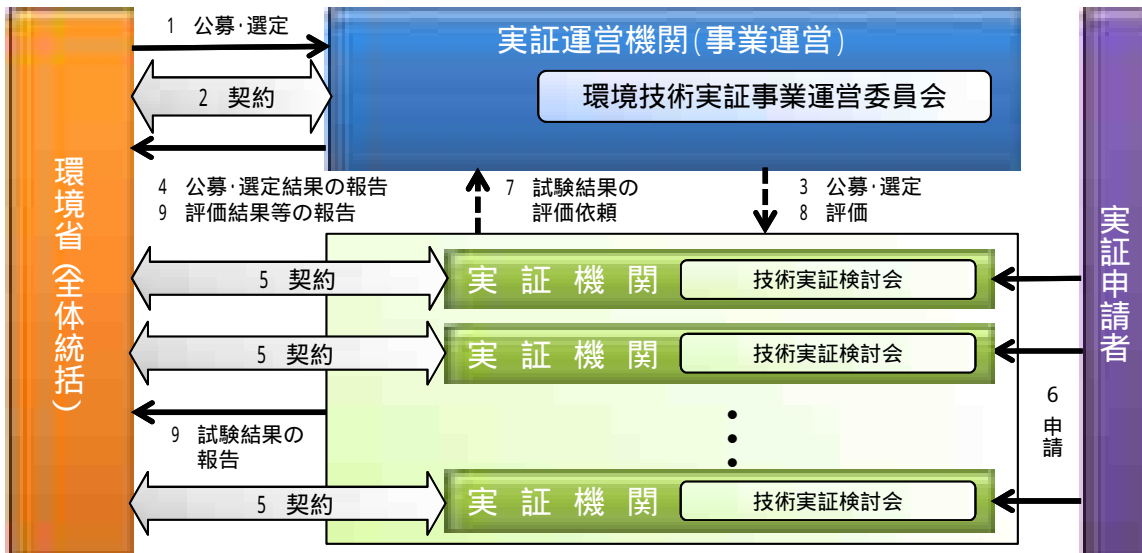 1 公募･選定
実証運営機関(事業運営)
2 契約
環境技術実証事業運営委員会
環境省(全体統括)
4 公募･選定結果の報告
9 評価結果等の報告
7 試験結果の
評価依頼
3 公募･選定
8 評価
実証申請者
5 契約
実証機関
技術実証検討会
5 契約
実証機関
技術実証検討会
6
申請
9 試験結果の
報告
5 契約
実証機関
技術実証検討会